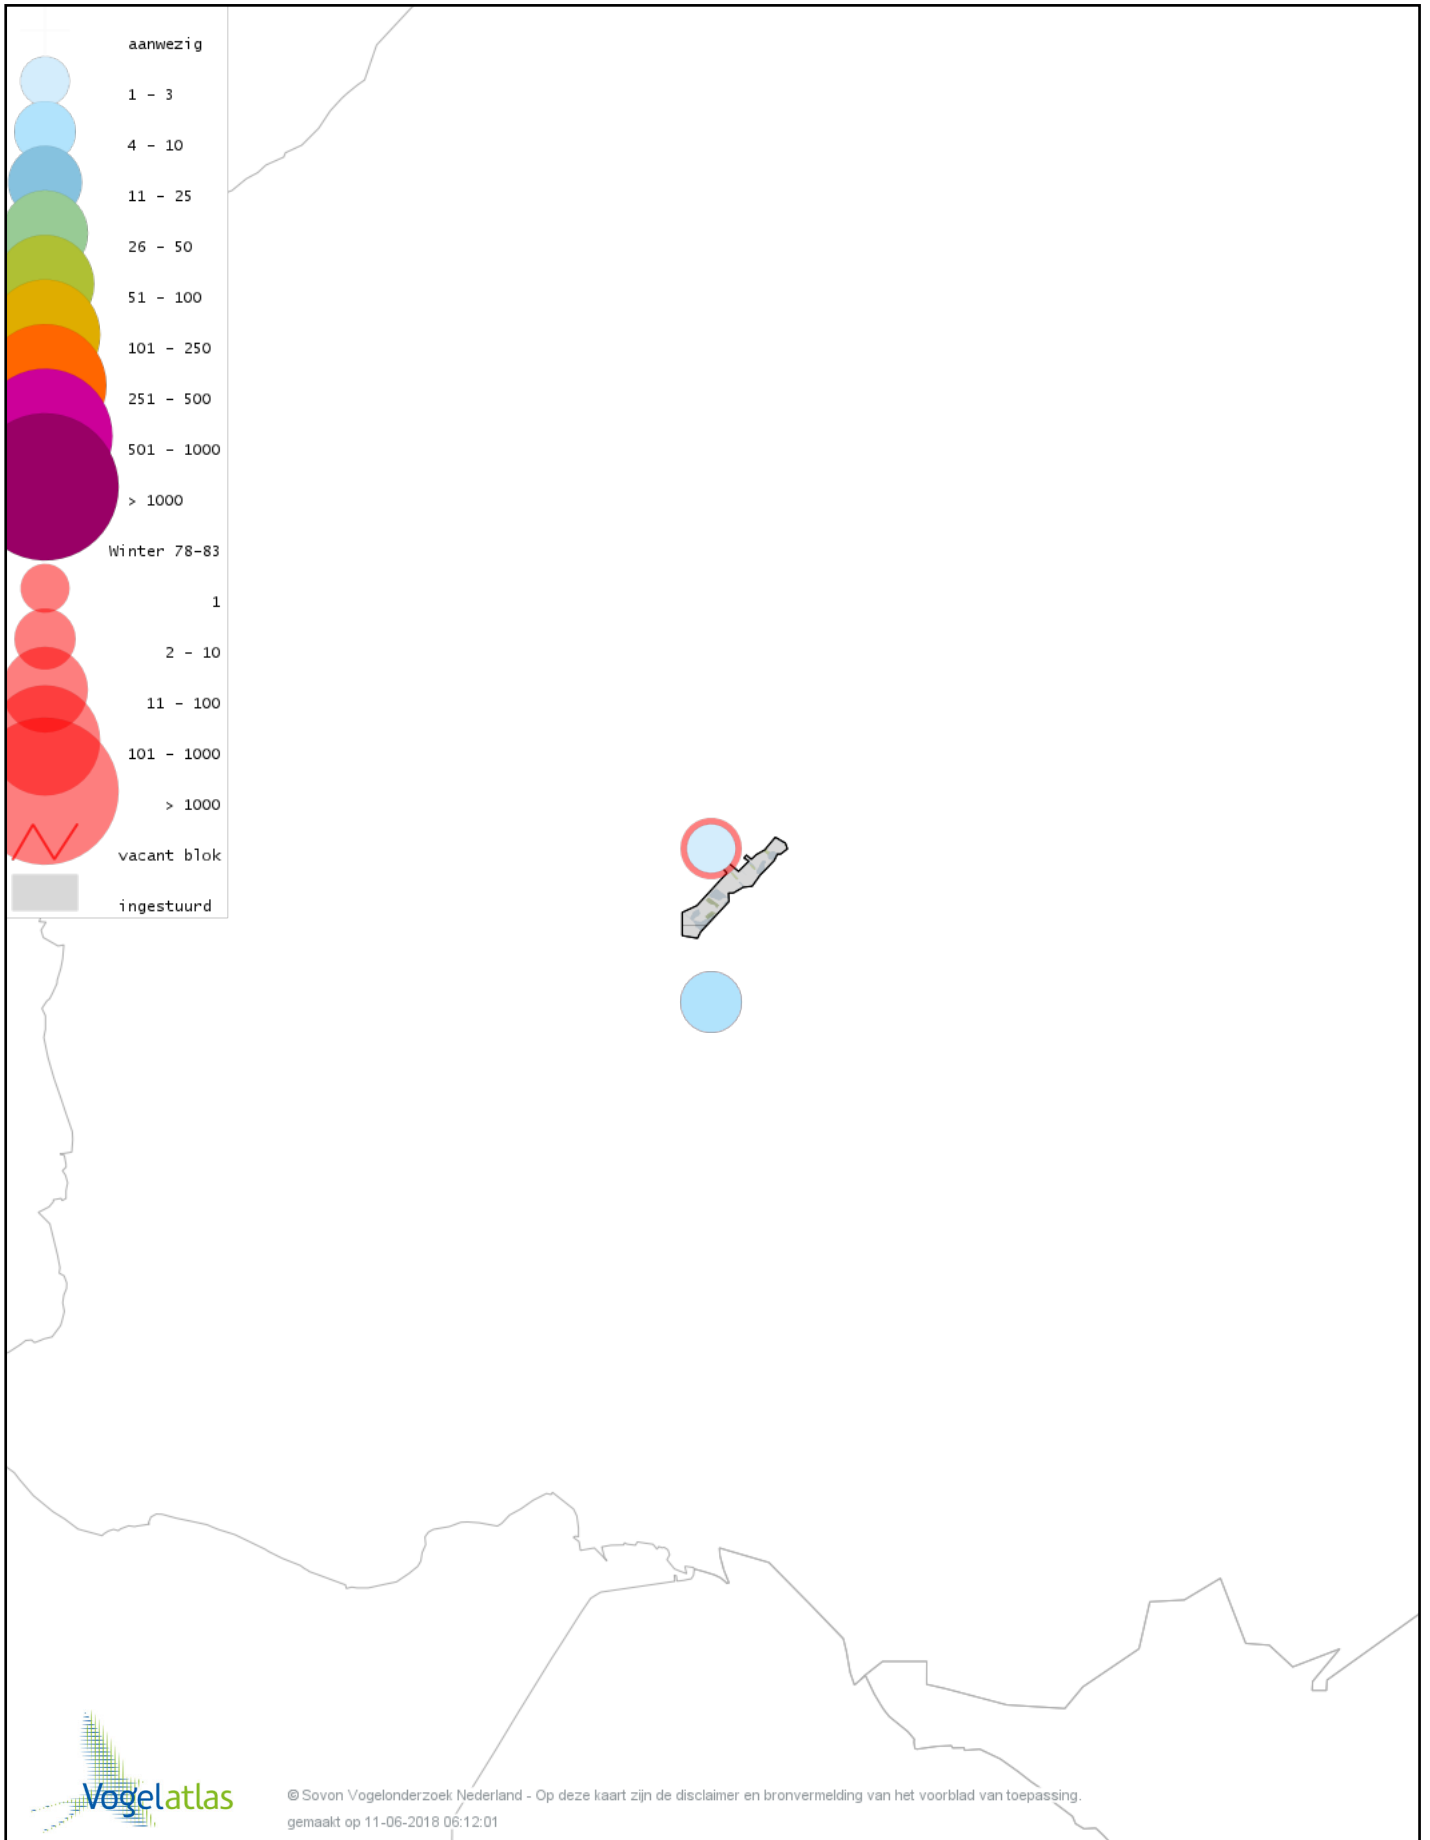 aanwezig
1 - 3
4 - 10
11 - 25
26 - 50
51 - 100
101 - 250
251 - 500
501 - 1000
> 1000
Winter 78-83
1
2 - 10
11 - 100
101 - 1000
> 1000
vacant blok
ingestuurd
Vogelatlas
© Sovon Vogelonderzoek Nederland - Op deze kaart zijn de disclaimer en bronvermelding van het voorblad van toepassing.
gemaakt op 11-06-2018 06:12:01